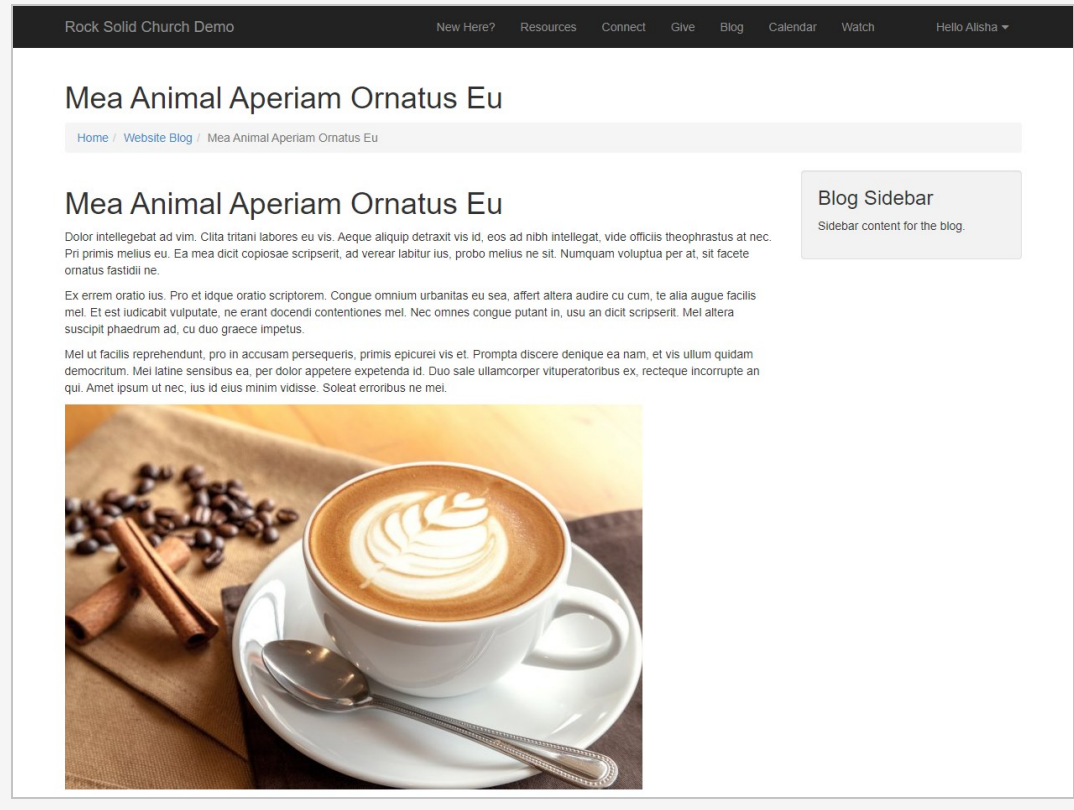 Rock Solid Church Demo New Here? Resources Connect Give Blog Calendar Watch Hello Alisha
Mea Animal Aperiam Ornatus Eu
Home / Website Blog / Mea Animal Aperiam Ornatus Eu
Mea Animal Aperiam Ornatus Eu
Dolor intellegebat ad vim. Clita tritani labores eu vis. Aeque aliquip detraxit vis id, eos ad nibh intellegat, vide officiis theophrastus at nec.
Pri primis melius eu. Ea mea dicit copiosae scripserit, ad verear labitur ius, probo melius ne sit. Numquam voluptua per at, sit facete
ornatus fastidii ne.
Ex errem oratio ius. Pro et idque oratio scriptorem. Congue omnium urbanitas eu sea, affert altera audire cu cum, te alia augue facilis
mel. Et est iudicabit vulputate, ne erant docendi contentiones mel. Nec omnes congue putant in, usu an dicit scripserit. Mel altera
suscipit phaedrum ad, cu duo graece impetus.
Mel ut facilis reprehendunt, pro in accusam persequeris, primis epicurei vis et. Prompta discere denique ea nam, et vis ullum quidam
democritum. Mei latine sensibus ea, per dolor appetere expetenda id. Duo sale ullamcorper vituperatoribus ex, recteque incorrupte an
qui. Amet ipsum ut nec, ius id eius minim vidisse. Soleat erroribus ne mei.
Blog Sidebar
Sidebar content for the blog.